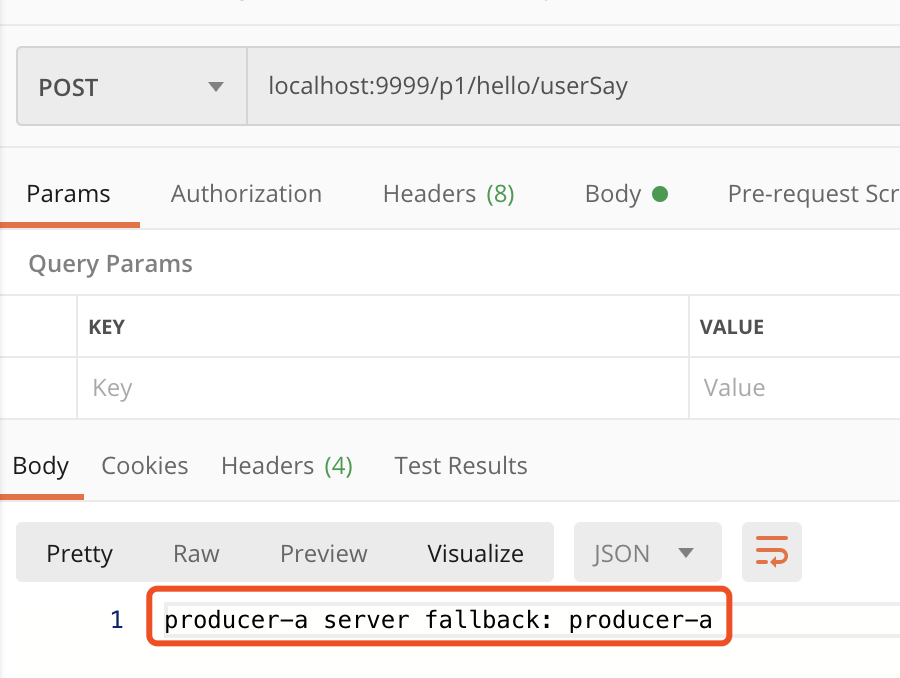 POST localhost:9999/p1/hello/userSay
Params Authorization Headers (8) Body Pre-request Scr
Query Params
KEY VALUE
Key Value
Body Cookies Headers (4) Test Results
Pretty Raw Preview Visualize JSON
1 producer-a server fallback: producer-a